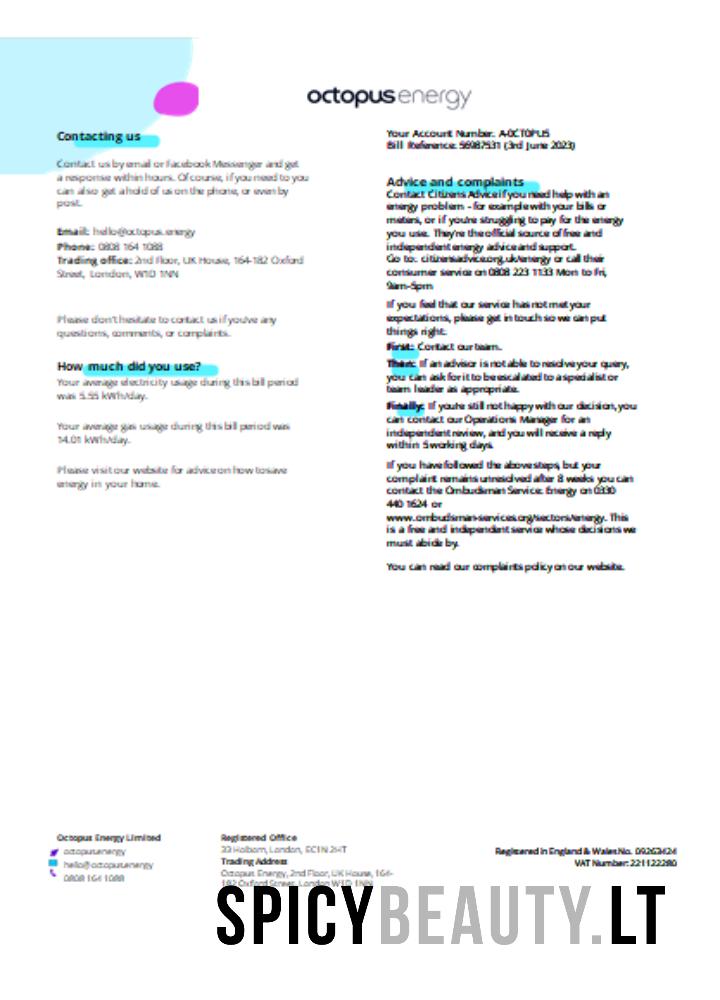 octopus energy
Contacting us
Contact us by email or Facebook Messenger and get
a response within hours. Of course, if you need to you
can also get a hold of us on the phone, or even by
post.
Email: hello@octopus.energy
Phone: 0808 164 1088
Trading office: 2nd Floor, UK House, 164-182 Oxford
Street, London, W1D 1NN
Please don't hesitate to contact us if you've any
questions, comments, or complaints.
How much did you use?
Your average electricity usage during this bill period
was 5.55 kWh/day.
Your average gas usage during this bill period was
14.01 kWh/day.
Please visit our website for advice on how to save
energy in your home.
Your Account Number: A-0CT0PU5
Bill Reference: 56987531 (3rd June 2023)
Advice and complaints
Contact Citizens Advice if you need help with an
energy problem - for example with your bills or
meters, or if you're struggling to pay for the energy
you use. They're the official source of free and
independent energy advice and support.
Go to: citizensadvice.org.uk/energy or call their
consumer service on 0808 223 1133 Mon to Fri,
9am-5pm
If you feel that our service has not met your
expectations, please get in touch so we can put
things right:
First: Contact our team.
Then: If an advisor is not able to resolve your query,
you can ask for it to be escalated to a specialist or
team leader as appropriate.
Finally: If you're still not happy with our decision, you
can contact our Operations Manager for an
independent review, and you will receive a reply
within 5 working days.
If you have followed the above steps, but your
complaint remains unresolved after 8 weeks you can
contact the Ombudsman Service: Energy on 0330
440 1624 or
www.ombudsman-services.org/sectors/energy. This
is a free and independent service whose decisions we
must abide by.
You can read our complaints policy on our website.
Octopus Energy Limited
octopusenergy
hello@octopus.energy
0808 164 1088
Registered Office
33 Holborn, London, EC1N 2HT
Trading Address
Octopus Energy, 2nd Floor, UK House, 164-
182 Oxford Street, London W1D 1NN
Registered in England & Wales No. 09263424
VAT Number: 221122280
SPICYBEAUTY.LT